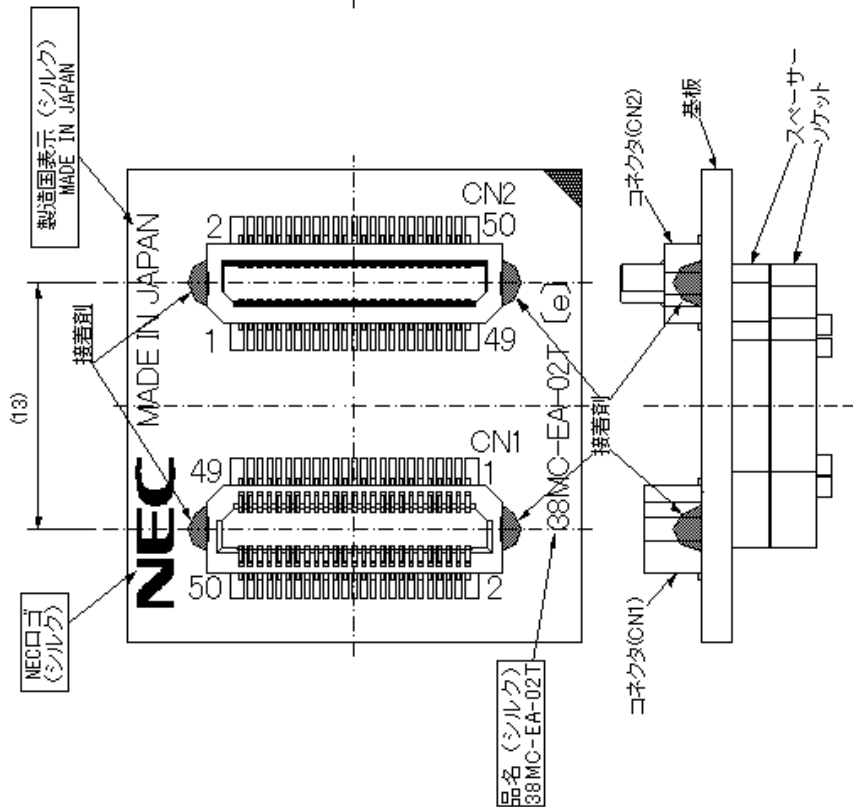 製造国表示 (シルク)
MADE IN JAPAN
NECロゴ
(シルク)
(13)
接着剤
NEC
MADE IN JAPAN
49
50
CN1
1
2
2
1
CN2
50
49
38MC-EA-02T
(e)
接着剤
品名 (シルク)
38MC-EA-02T
コネクタ(CN1)
コネクタ(CN2)
基板
スペーサー
ソケット